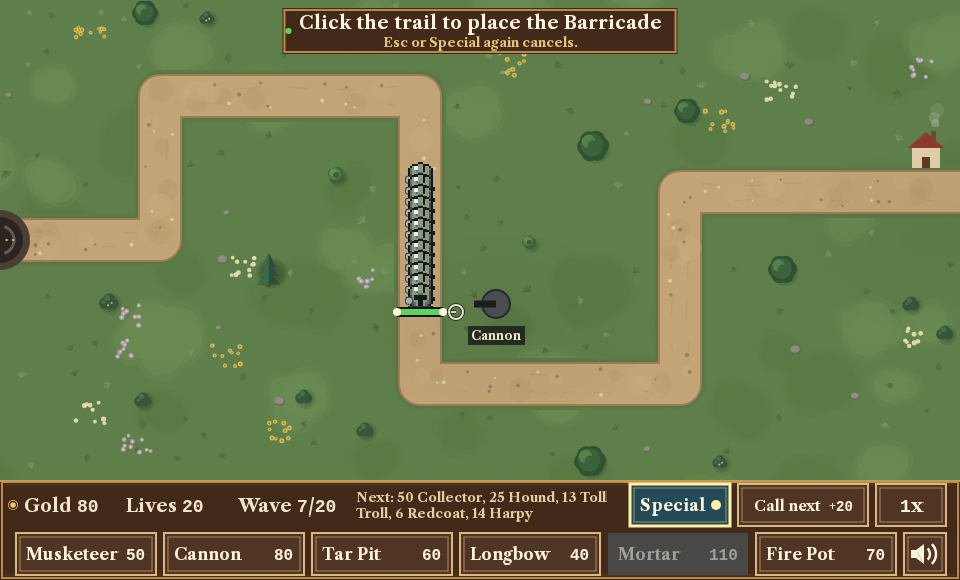 Click the trail to place the Barricade
Esc or Special again cancels.
Cannon
Gold 80
Lives 20
Wave 7/20
Next: 50 Collector, 25 Hound, 13 Toll
Troll, 6 Redcoat, 14 Harpy
Special
Call next +20
1x
Musketeer 50
Cannon 80
Tar Pit 60
Longbow 40
Mortar 110
Fire Pot 70